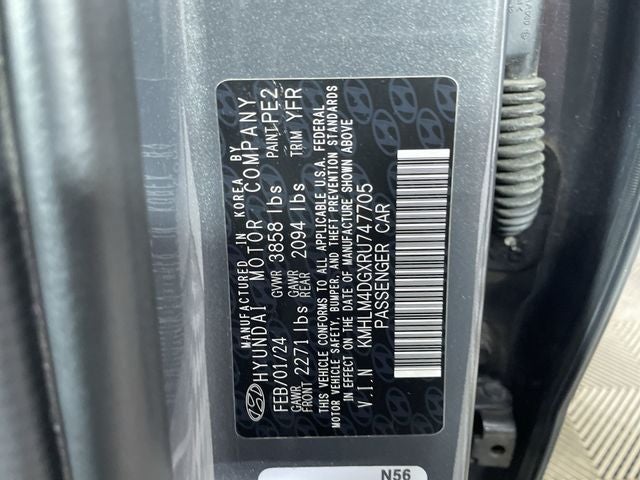 MANUFACTURED IN KOREA BY
HYUNDAI MOTOR COMPANY
FEB/01/24 GVWR 3858 lbs PAINT PE2
GAWR FRONT 2271 lbs GAWR REAR 2094 lbs TRIM YFR
THIS VEHICLE CONFORMS TO ALL APPLICABLE U.S.A. FEDERAL
MOTOR VEHICLE SAFETY, BUMPER, AND THEFT PREVENTION STANDARDS
IN EFFECT ON THE DATE OF MANUFACTURE SHOWN ABOVE
V.I.N KMHLM4DGXRU747705
PASSENGER CAR
N56